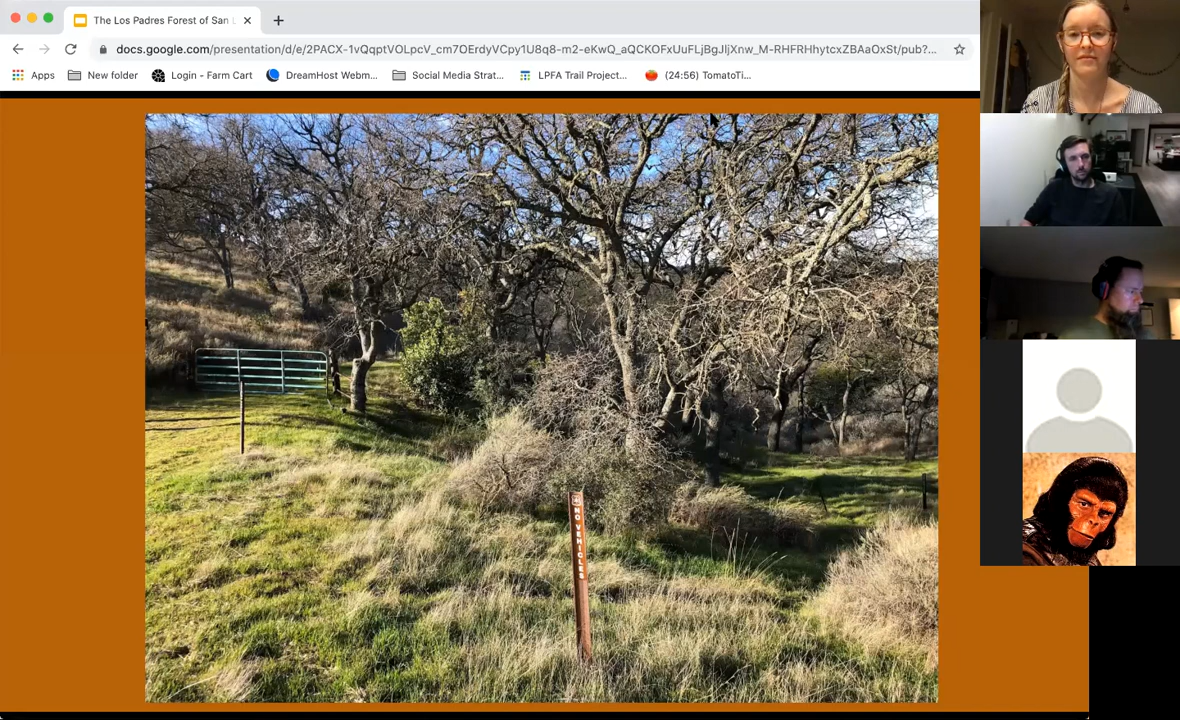 The Los Padres Forest of San L
docs.google.com/presentation/d/e/2PACX-1vQqptVOLpcV_cm7OErdyVCpy1U8q8-m2-eKwQ_aQCKOFxUuFLjBgJIjXnw_M-RHFRHhytcxZBAaOxSt/pub?...
Apps
New folder
Login - Farm Cart
DreamHost Webm...
Social Media Strat...
LPFA Trail Project...
(24:56) TomatoTi...
NO VEHICLES